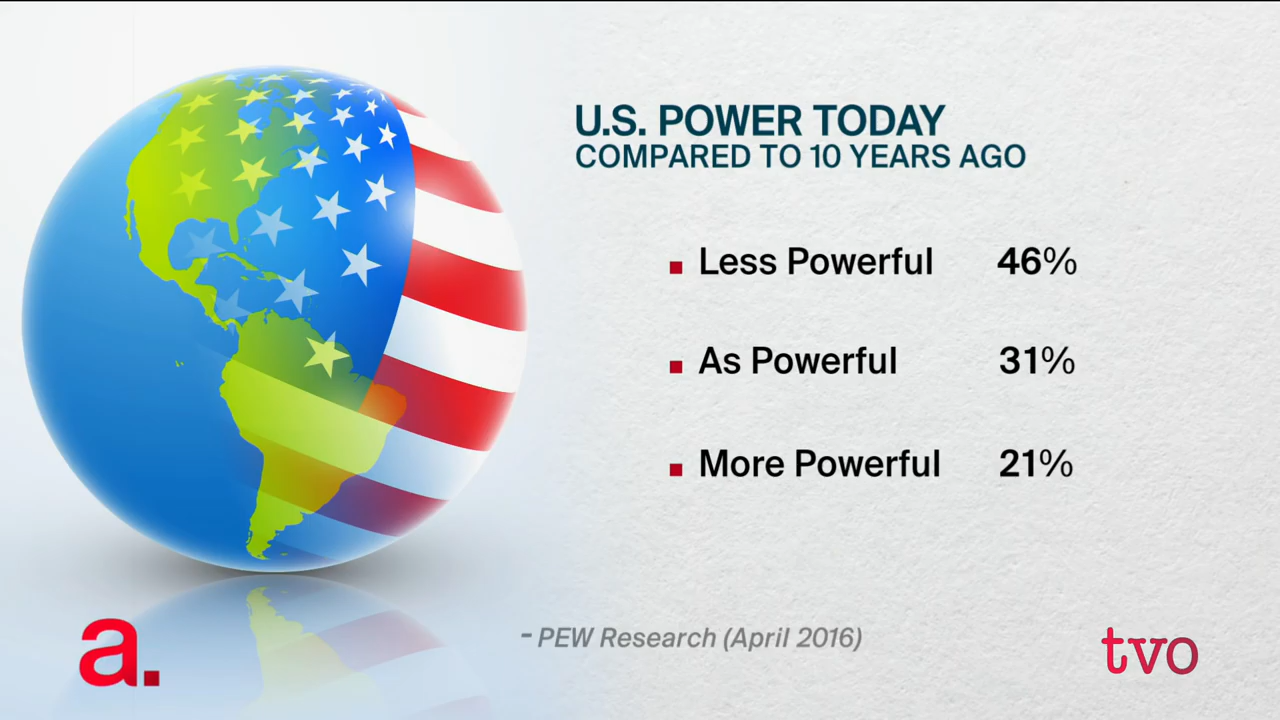 U.S. POWER TODAY
COMPARED TO 10 YEARS AGO
▪ Less Powerful 46%
▪ As Powerful 31%
▪ More Powerful 21%
- PEW Research (April 2016)
a.
tvo